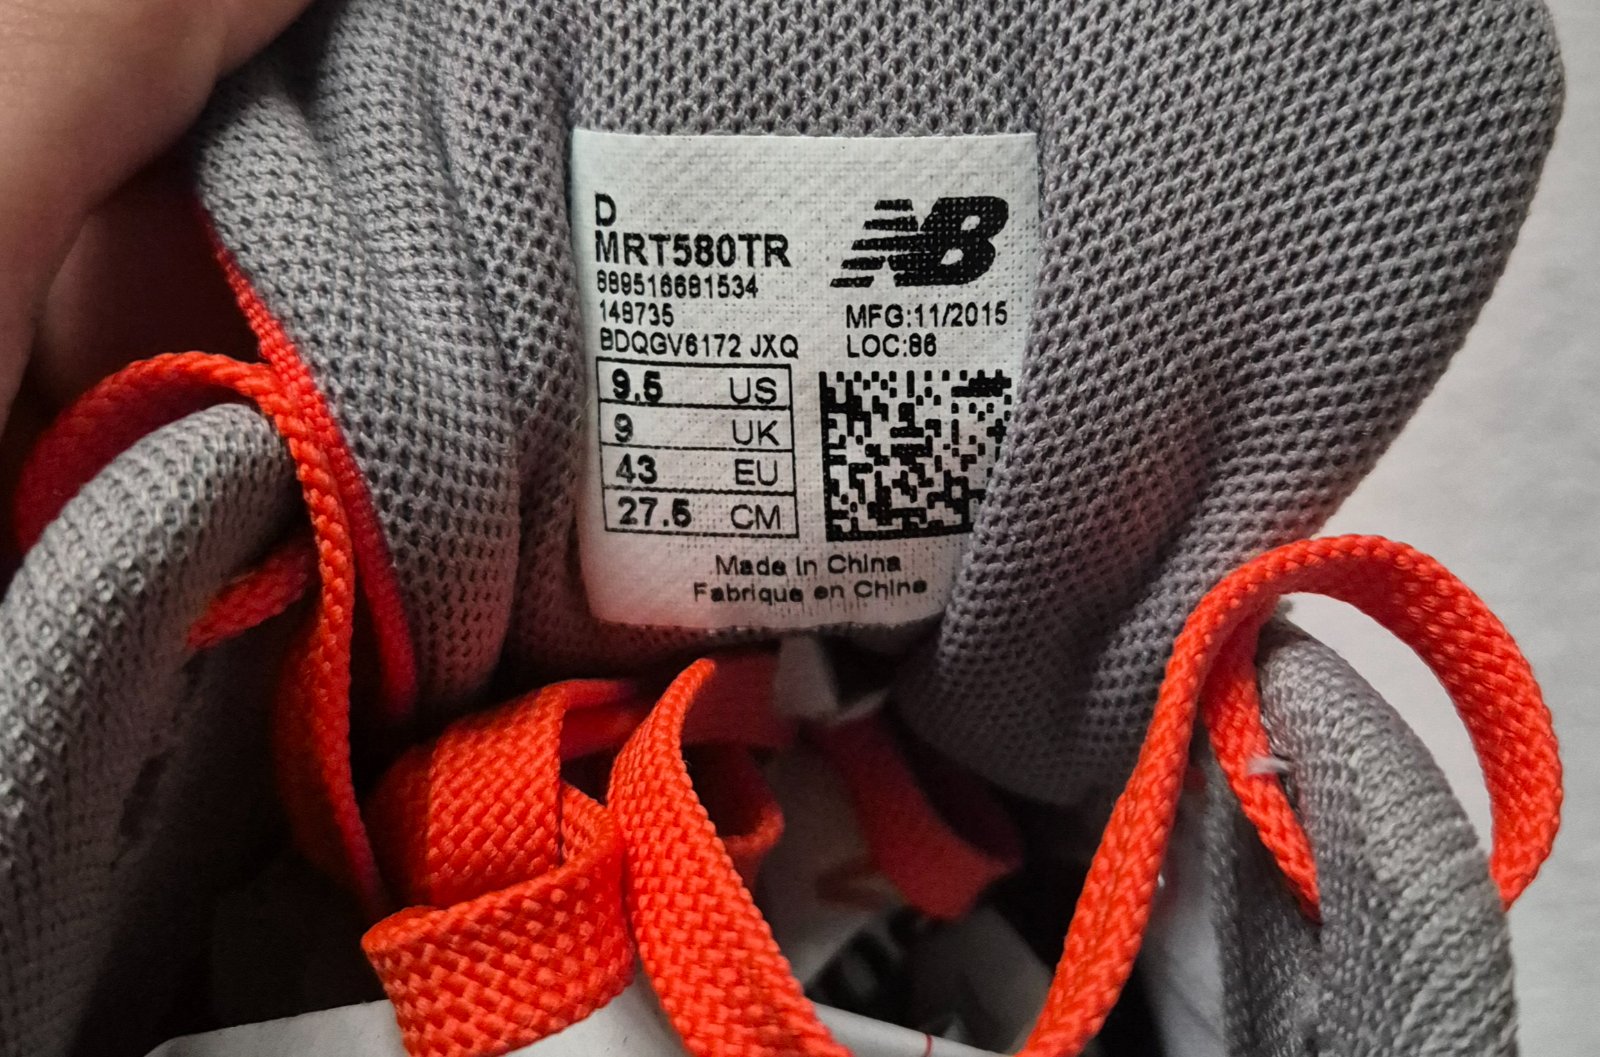 D
MRT580TR
889516681534
149735
BDQGV6172 JXQ
NB
MFG:11/2015
LOC:86
9.5 US
9 UK
43 EU
27.5 CM
Made in China
Fabriqué en Chine